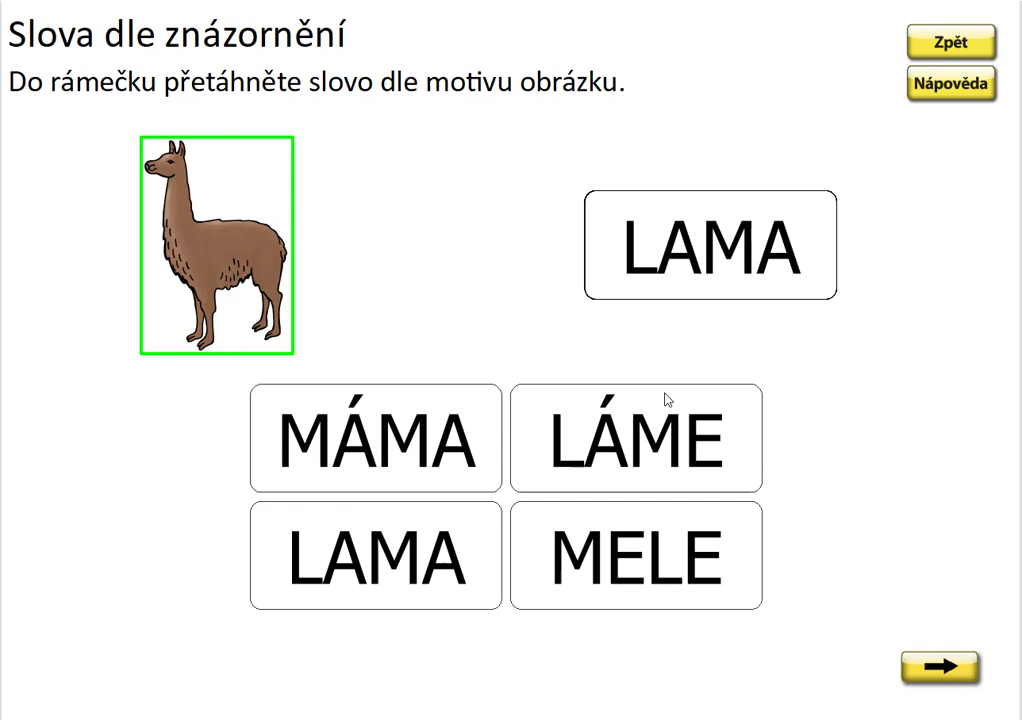 Slova dle znázornění
Zpět
Do rámečku přetáhněte slovo dle motivu obrázku.
Nápověda
LAMA
MÁMA
LÁME
LAMA
MELE